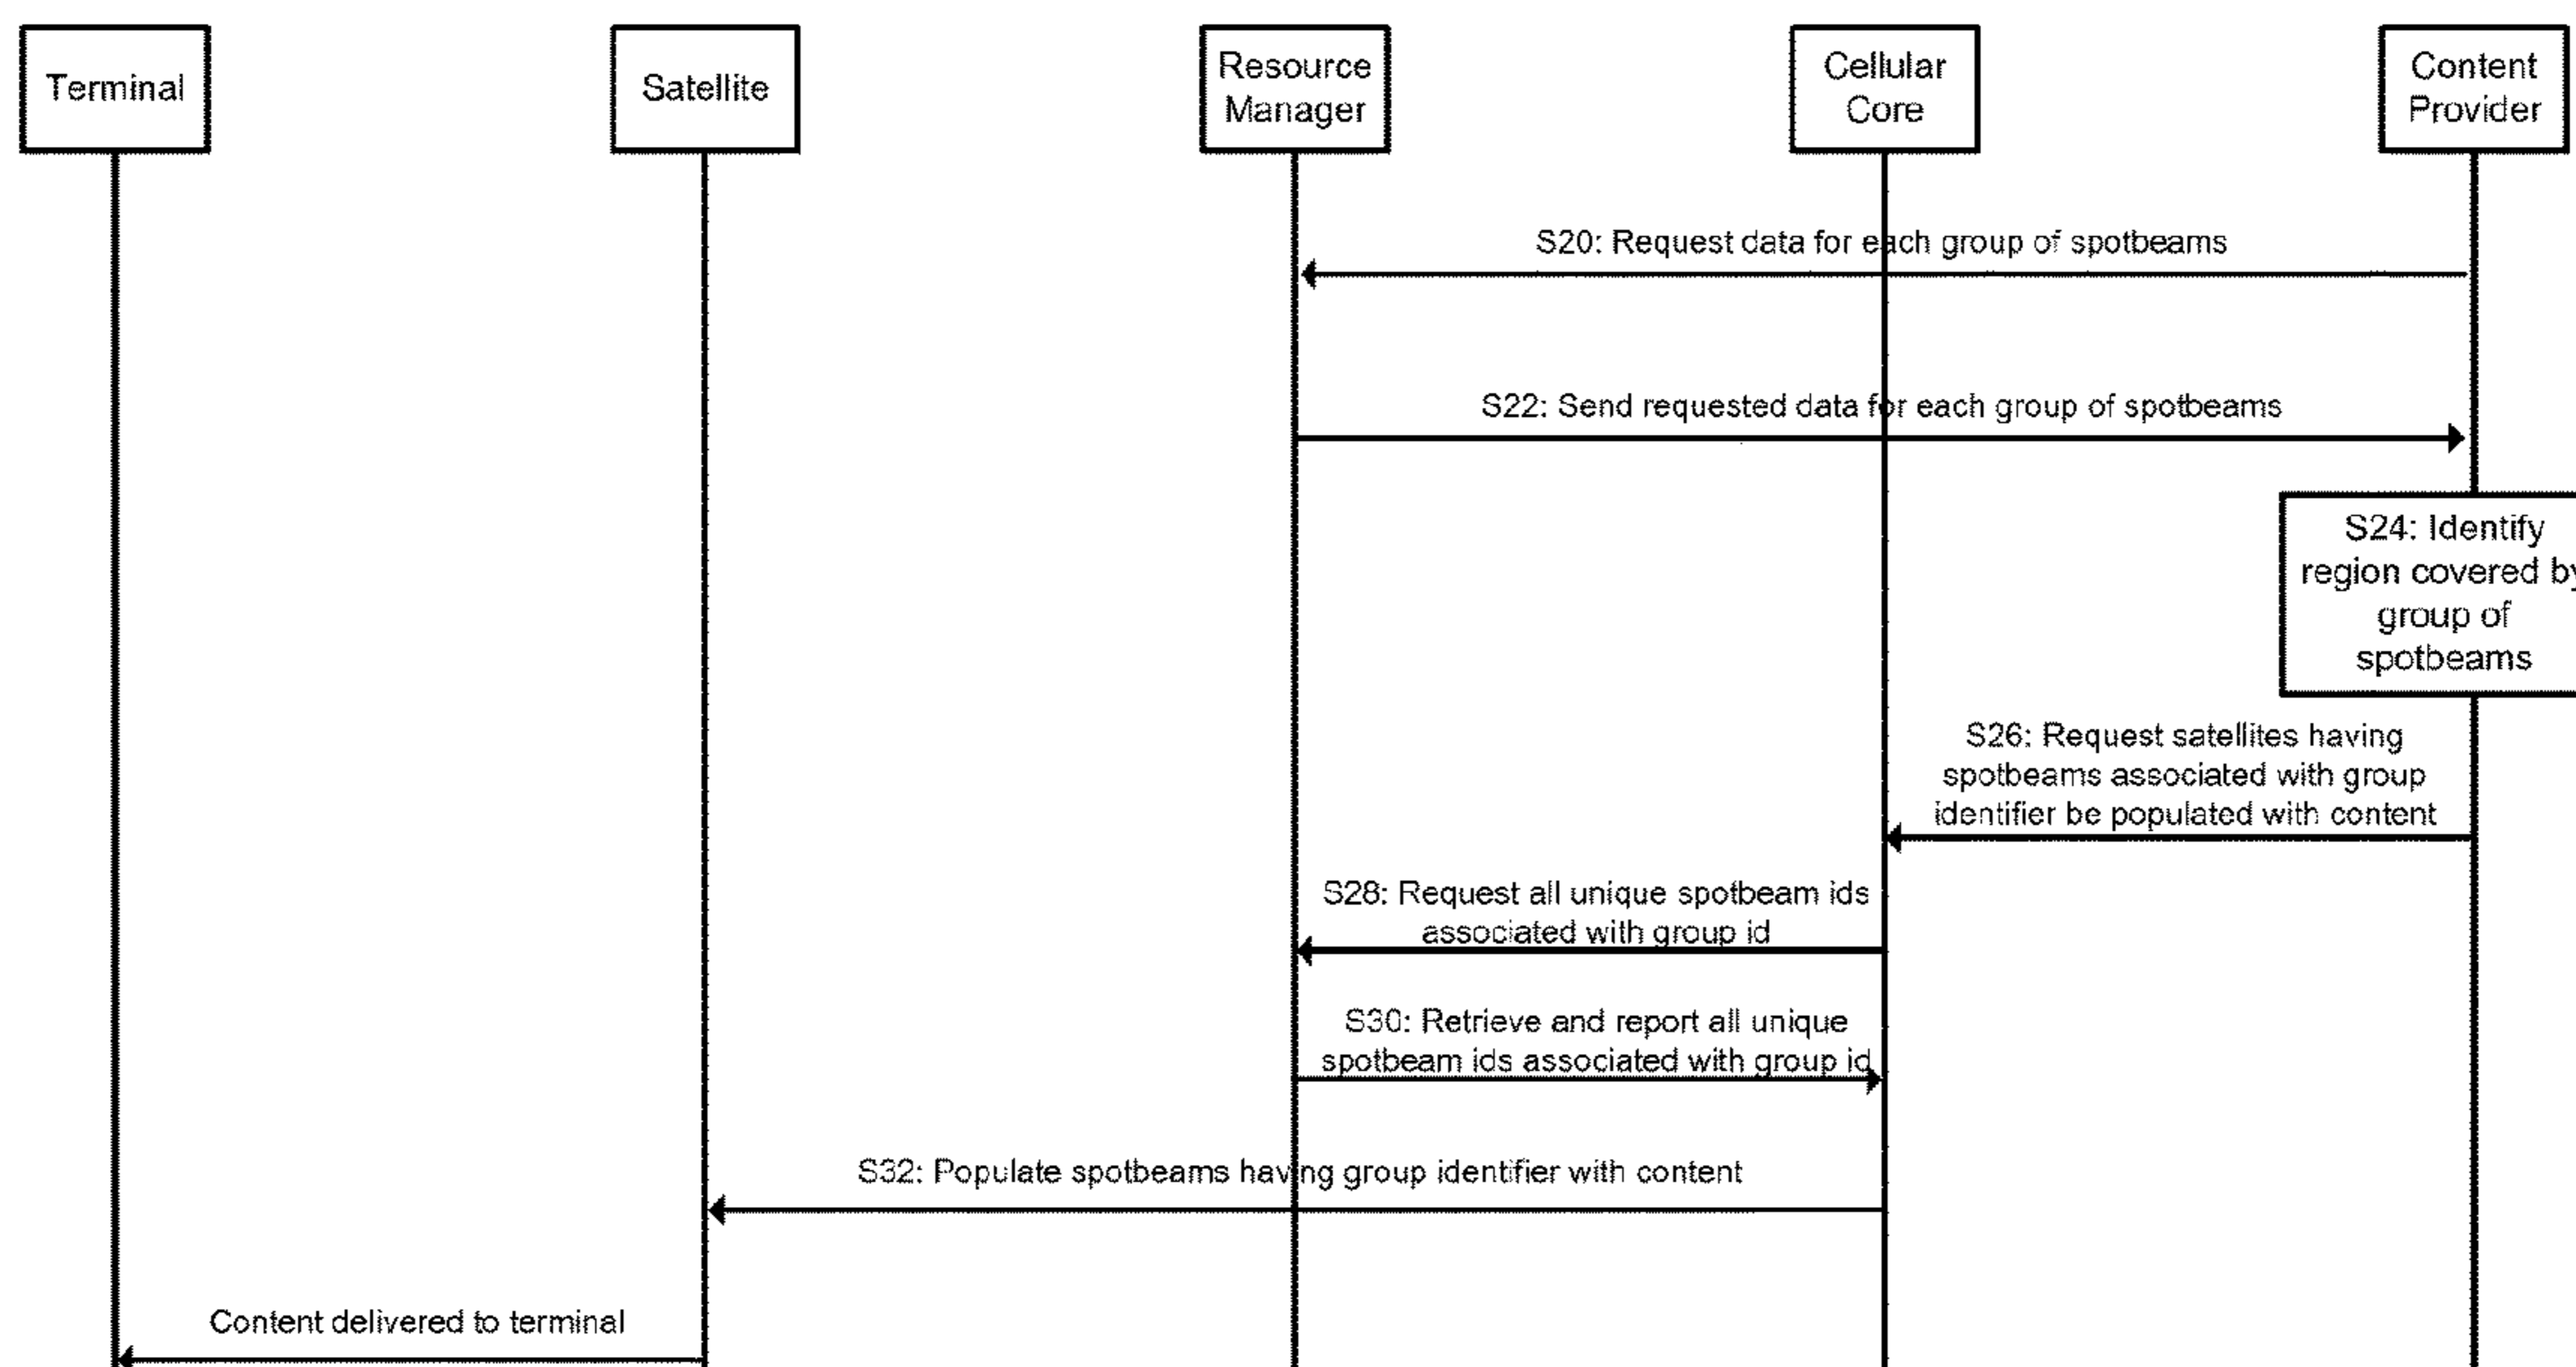 Terminal
Satellite
Resource
Manager
Cellular
Core
Content
Provider
S20: Request data for each group of spotbeams
S22: Send requested data for each group of spotbeams
S24: Identify
region covered by
group of
spotbeams
S26: Request satellites having
spotbeams associated with group
identifier be populated with content
S28: Request all unique spotbeam ids
associated with group id
S30: Retrieve and report all unique
spotbeam ids associated with group id
S32: Populate spotbeams having group identifier with content
Content delivered to terminal